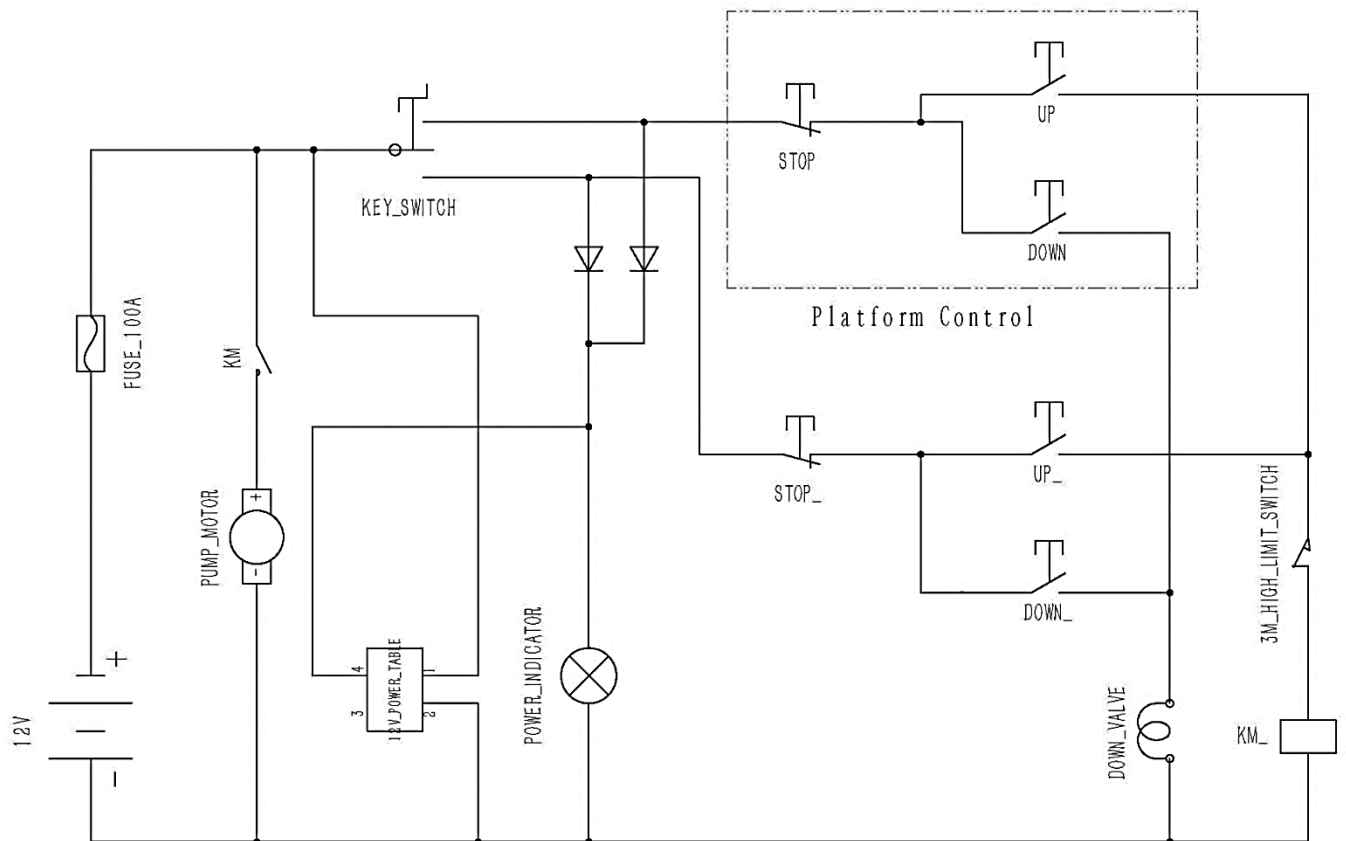 UP
STOP
KEY_SWITCH
DOWN
Platform Control
FUSE_100A
KM
STOP_
UP_
3M_HIGH_LIMIT_SWITCH
PUMP_MOTOR
+
-
DOWN_
POWER_INDICATOR
12V_POWER_TABLE
4
1
3
2
+
12V
-
DOWN_VALVE
KM_